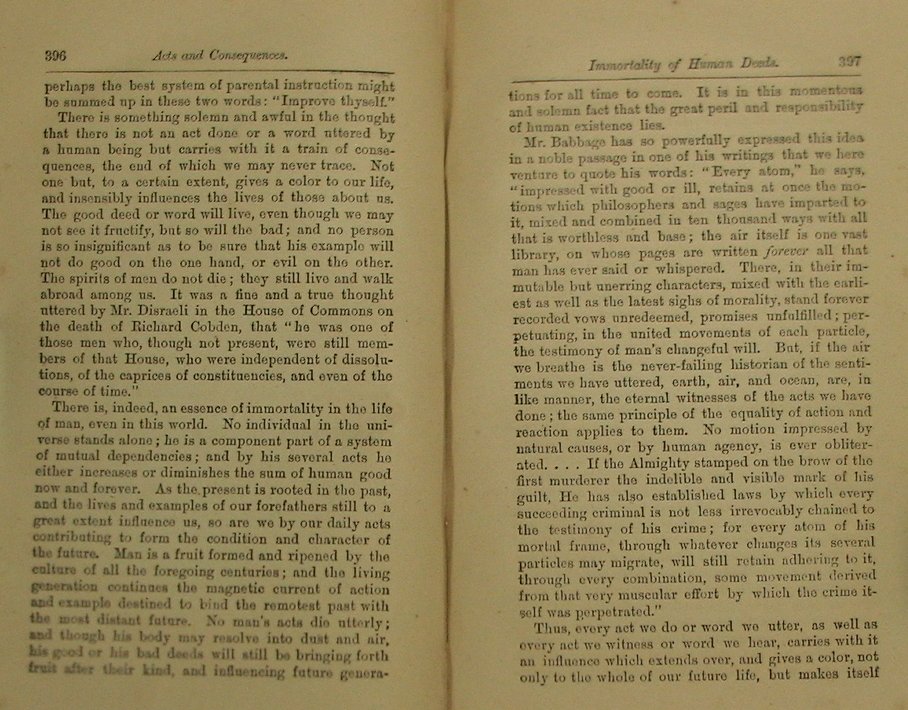 396 Acts and Consequences.
perhaps the best system of parental instruction might
be summed up in these two words: "Improve thyself."
There is something solemn and awful in the thought
that there is not an act done or a word uttered by
a human being but carries with it a train of conse-
quences, the end of which we may never trace. Not
one but, to a certain extent, gives a color to our life,
and insensibly influences the lives of those about us.
The good deed or word will live, even though we may
not see it fructify, but so will the bad; and no person
is so insignificant as to be sure that his example will
not do good on the one hand, or evil on the other.
The spirits of men do not die; they still live and walk
abroad among us. It was a fine and a true thought
uttered by Mr. Disraeli in the House of Commons on
the death of Richard Cobden, that "he was one of
those men who, though not present, were still mem-
bers of that House, who were independent of dissolu-
tions, of the caprices of constituencies, and even of the
course of time."
There is, indeed, an essence of immortality in the life
of man, even in this world. No individual in the uni-
verse stands alone; he is a component part of a system
of mutual dependencies; and by his several acts he
either increases or diminishes the sum of human good
now and forever. As the present is rooted in the past,
and the lives and examples of our forefathers still to a
great extent influence us, so are we by our daily acts
contributing to form the condition and character of
the future. Man is a fruit formed and ripened by the
culture of all the foregoing centuries; and the living
generation continues the magnetic current of action
and example destined to bind the remotest past with
the most distant future. No man's acts die utterly;
and though his body may resolve into dust and air,
his good or his bad deeds will still be bringing forth
fruit after their kind, and influencing future genera-
Immortality of Human Deeds. 397
tions for all time to come. It is in this momentous
and solemn fact that the great peril and responsibility
of human existence lies.
Mr. Babbage has so powerfully expressed this idea
in a noble passage in one of his writings that we here
venture to quote his words: "Every atom," he says,
"impressed with good or ill, retains at once the mo-
tions which philosophers and sages have imparted to
it, mixed and combined in ten thousand ways with all
that is worthless and base; the air itself is one vast
library, on whose pages are written forever all that
man has ever said or whispered. There, in their im-
mutable but unerring characters, mixed with the earli-
est as well as the latest sighs of morality, stand forever
recorded vows unredeemed, promises unfulfilled; per-
petuating, in the united movements of each particle,
the testimony of man's changeful will. But, if the air
we breathe is the never-failing historian of the senti-
ments we have uttered, earth, air, and ocean, are, in
like manner, the eternal witnesses of the acts we have
done; the same principle of the equality of action and
reaction applies to them. No motion impressed by
natural causes, or by human agency, is ever obliter-
ated. . . . If the Almighty stamped on the brow of the
first murderer the indelible and visible mark of his
guilt, He has also established laws by which every
succeeding criminal is not less irrevocably chained to
the testimony of his crime; for every atom of his
mortal frame, through whatever changes its several
particles may migrate, will still retain adhering to it,
through every combination, some movement derived
from that very muscular effort by which the crime it-
self was perpetrated."
Thus, every act we do or word we utter, as well as
every act we witness or word we hear, carries with it
an influence which extends over, and gives a color, not
only to the whole of our future life, but makes itself